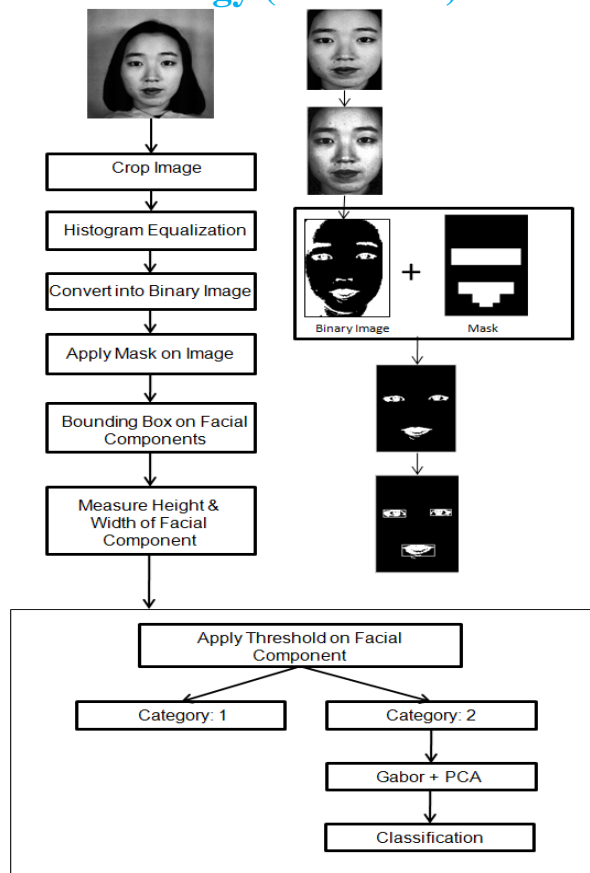 Crop Image
Histogram Equalization
Convert into Binary Image
Apply Mask on Image
Bounding Box on Facial
Components
Measure Height &
Width of Facial
Component
Binary Image
+
Mask
Apply Threshold on Facial
Component
Category: 1
Category: 2
Gabor + PCA
Classification